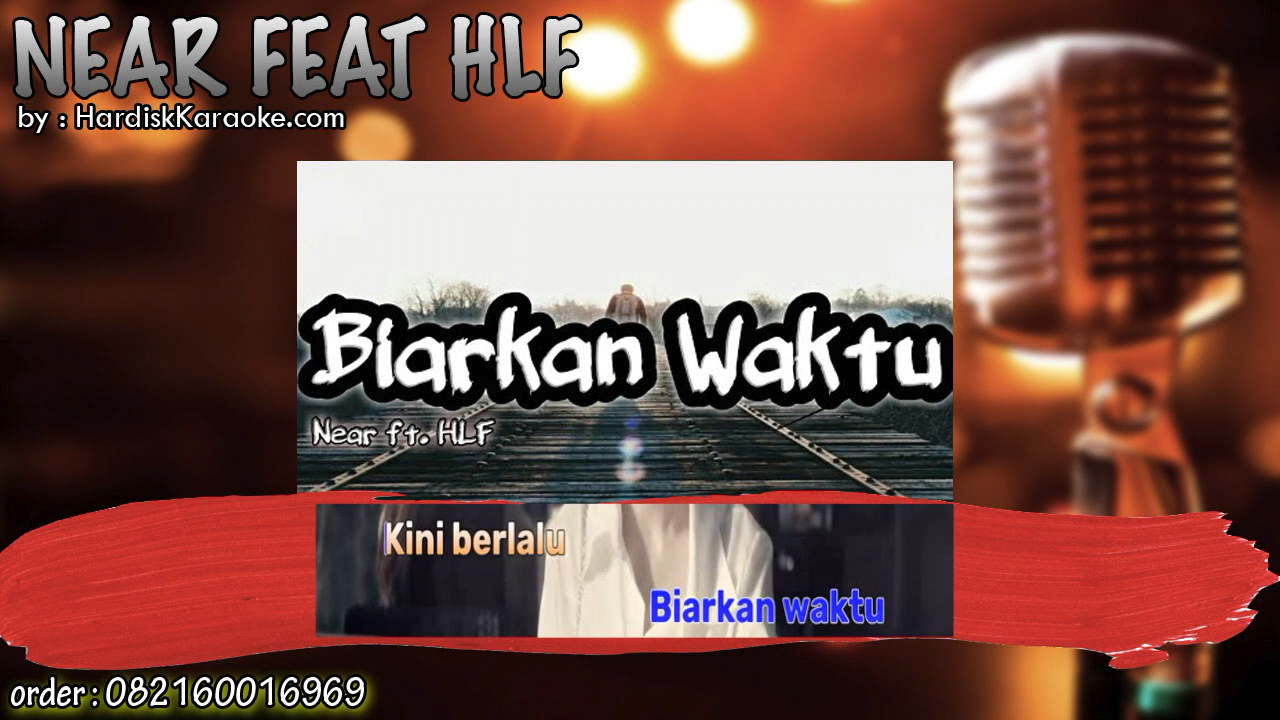 NEAR FEAT HLF
by : HardiskKaraoke.com
Biarkan Waktu
Near ft. HLF
Kini berlalu
Biarkan waktu
order : 082160016969